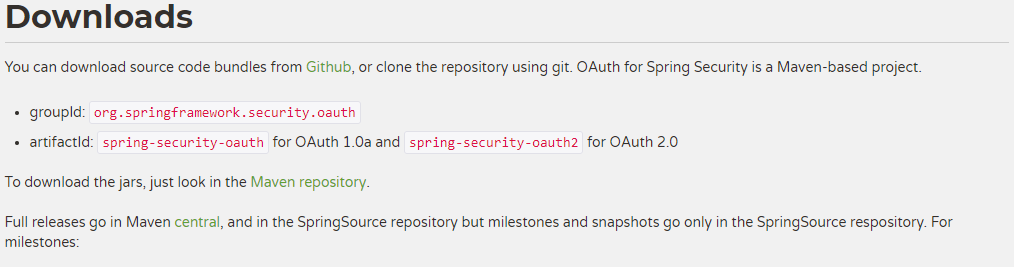 Downloads
You can download source code bundles from Github, or clone the repository using git. OAuth for Spring Security is a Maven-based project.
• groupId: org.springframework.security.oauth
• artifactId: spring-security-oauth for OAuth 1.0a and spring-security-oauth2 for OAuth 2.0
To download the jars, just look in the Maven repository.
Full releases go in Maven central, and in the SpringSource repository but milestones and snapshots go only in the SpringSource respository. For
milestones: